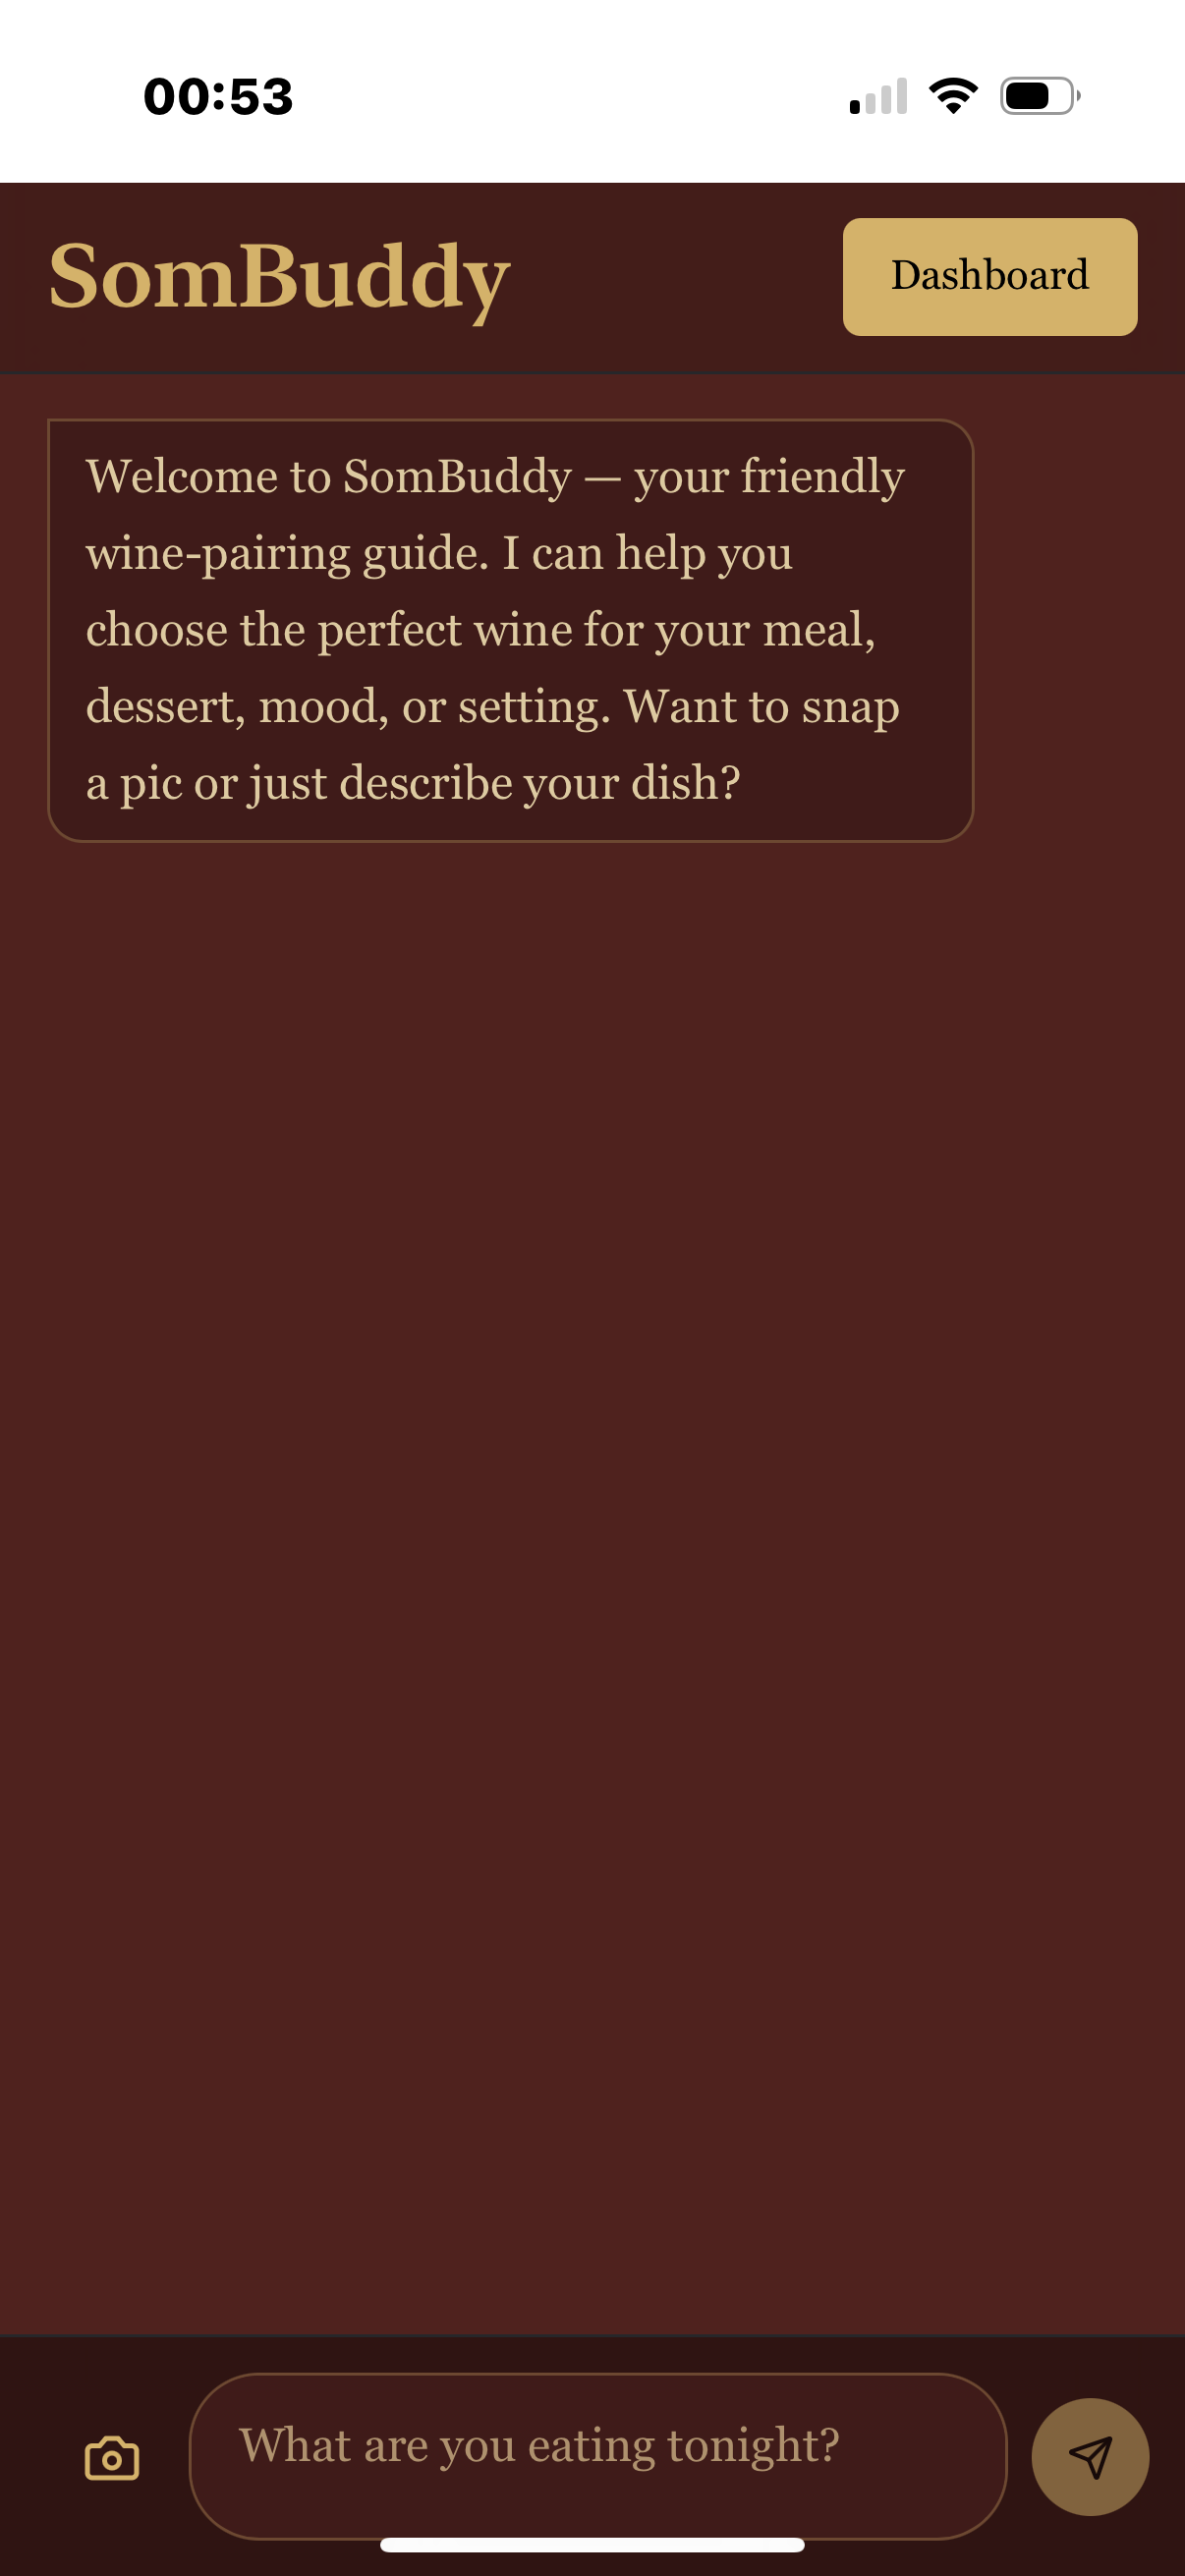 00:53
SomBuddy
Dashboard
Welcome to SomBuddy — your friendly
wine-pairing guide. I can help you
choose the perfect wine for your meal,
dessert, mood, or setting. Want to snap
a pic or just describe your dish?
What are you eating tonight?